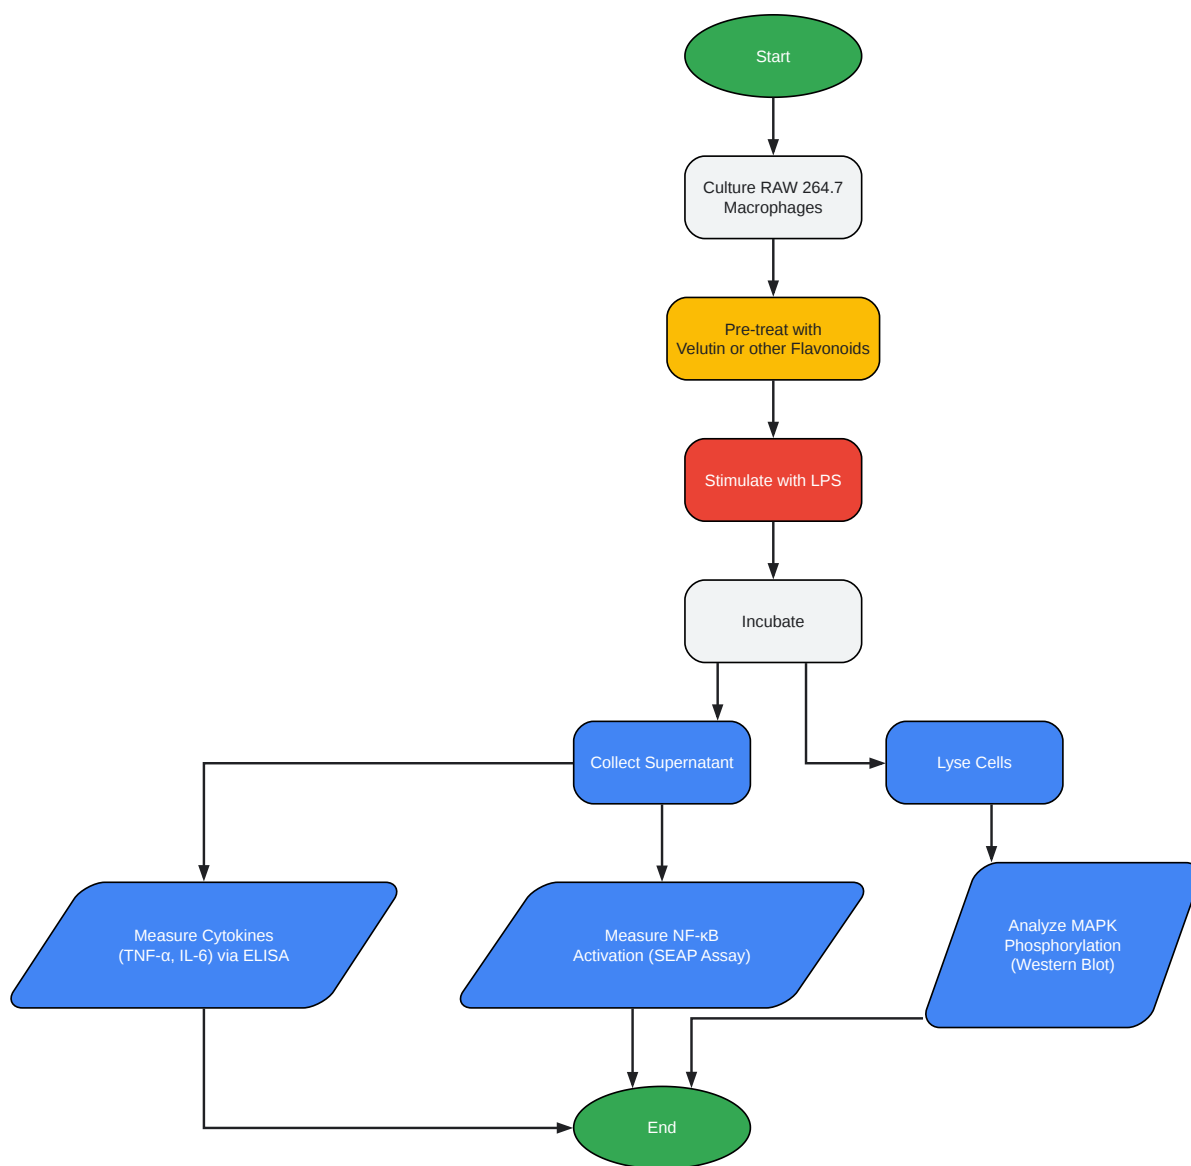 Start
Culture RAW 264.7
Macrophages
Pre-treat with
Velutin or other Flavonoids
Stimulate with LPS
Incubate
Collect Supernatant
Lyse Cells
Measure Cytokines
(TNF-α, IL-6) via ELISA
Measure NF-κB
Activation (SEAP Assay)
Analyze MAPK
Phosphorylation
(Western Blot)
End